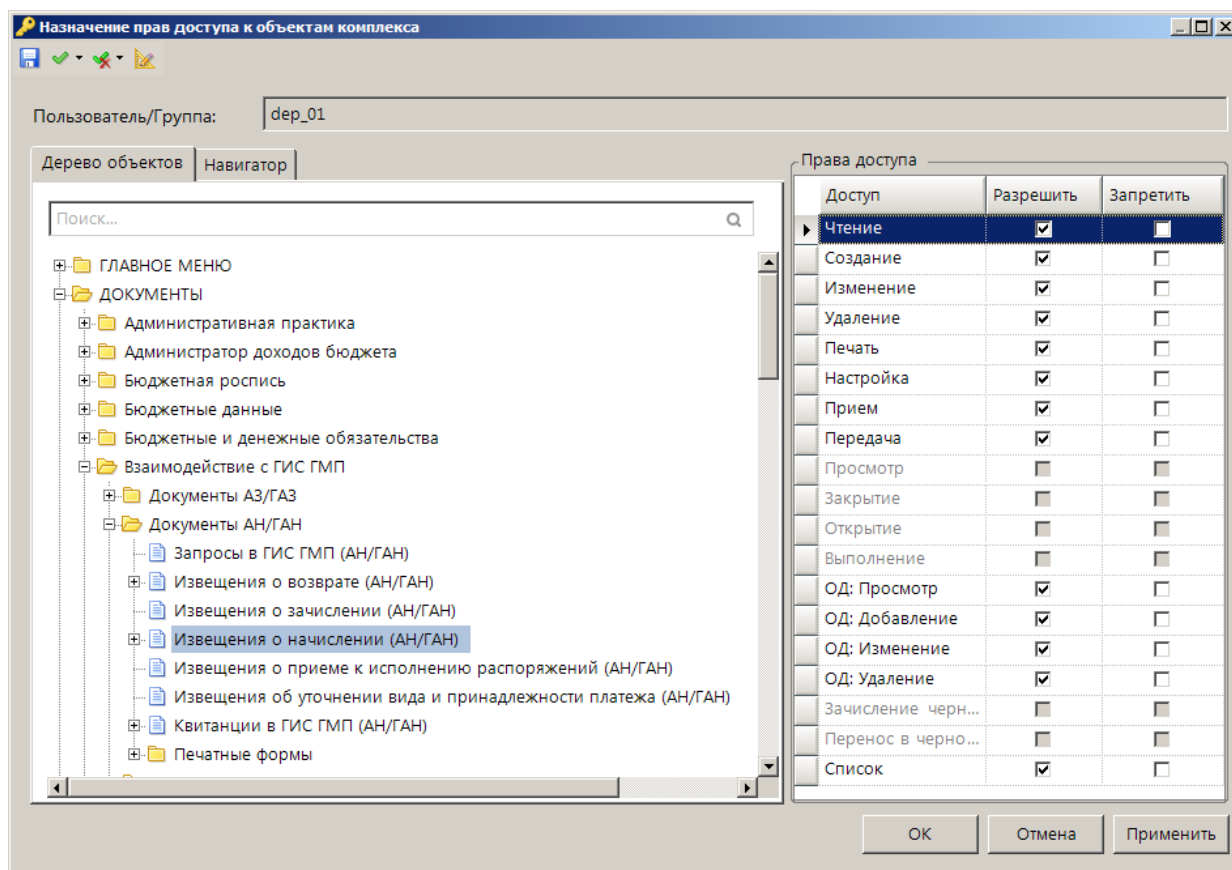 Назначение прав доступа к объектам комплекса
Пользователь/Группа: dep_01
Дерево объектов Навигатор
Поиск...
ГЛАВНОЕ МЕНЮ
ДОКУМЕНТЫ
Административная практика
Администратор доходов бюджета
Бюджетная роспись
Бюджетные данные
Бюджетные и денежные обязательства
Взаимодействие с ГИС ГМП
Документы АЗ/ГАЗ
Документы АН/ГАН
Запросы в ГИС ГМП (АН/ГАН)
Извещения о возврате (АН/ГАН)
Извещения о зачислении (АН/ГАН)
Извещения о начислении (АН/ГАН)
Извещения о приеме к исполнению распоряжений (АН/ГАН)
Извещения об уточнении вида и принадлежности платежа (АН/ГАН)
Квитанции в ГИС ГМП (АН/ГАН)
Печатные формы
Права доступа
Доступ Разрешить Запретить
Чтение
Создание
Изменение
Удаление
Печать
Настройка
Прием
Передача
Просмотр
Закрытие
Открытие
Выполнение
ОД: Просмотр
ОД: Добавление
ОД: Изменение
ОД: Удаление
Зачисление черн...
Перенос в черно...
Список
ОК Отмена Применить